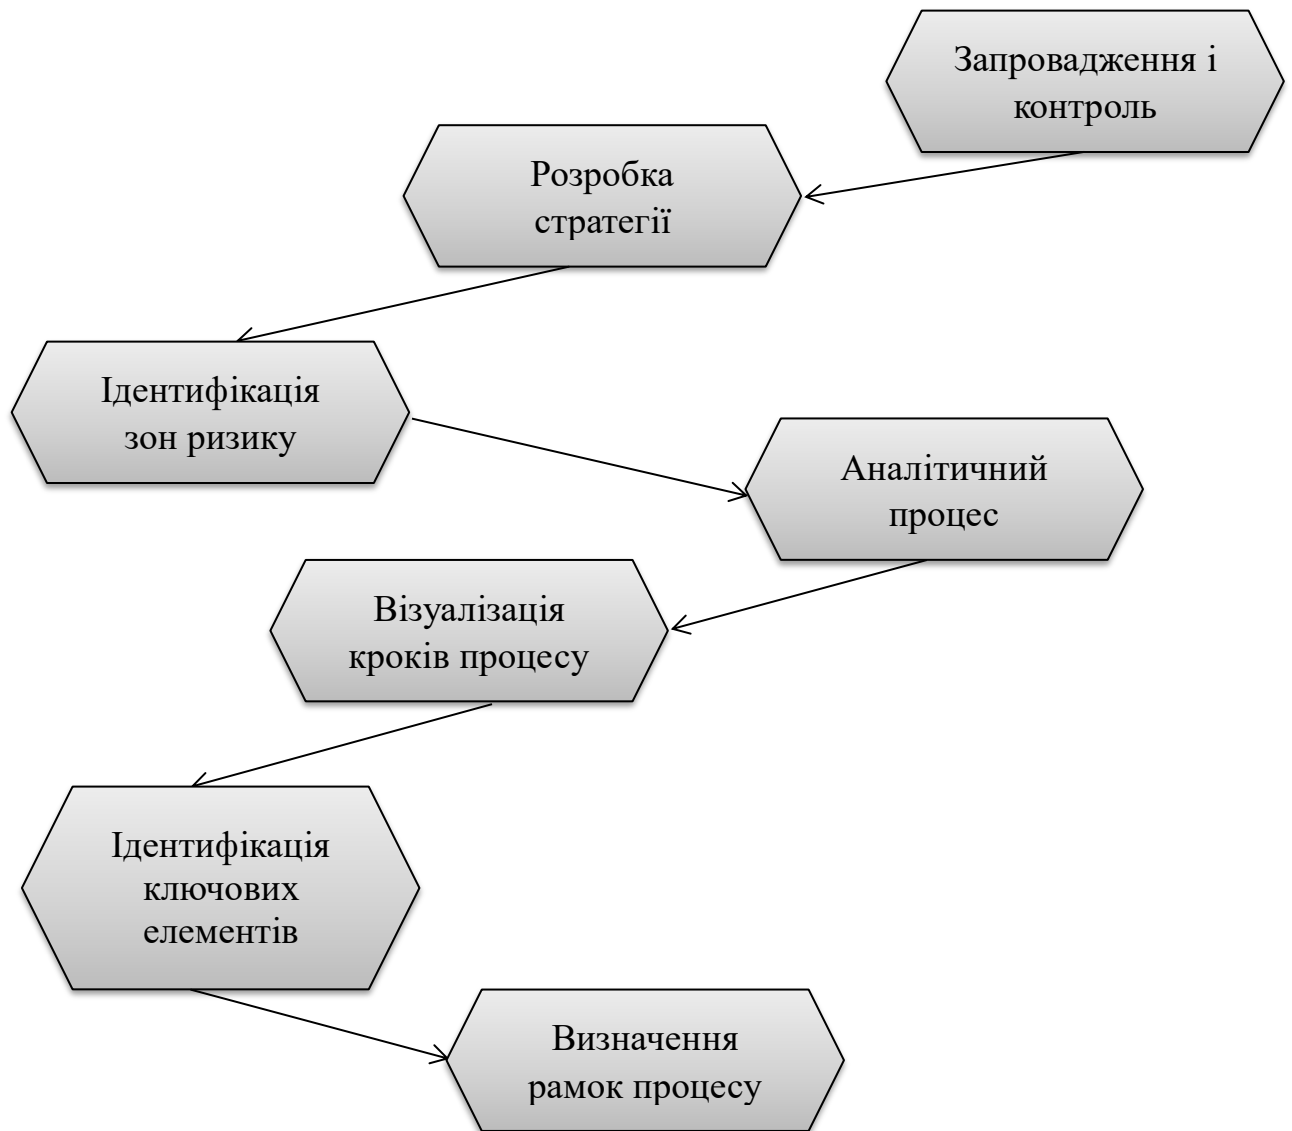 Запровадження і
контроль
Розробка
стратегії
Ідентифікація
зон ризику
Аналітичний
процес
Візуалізація
кроків процесу
Ідентифікація
ключових
елементів
Визначення
рамок процесу